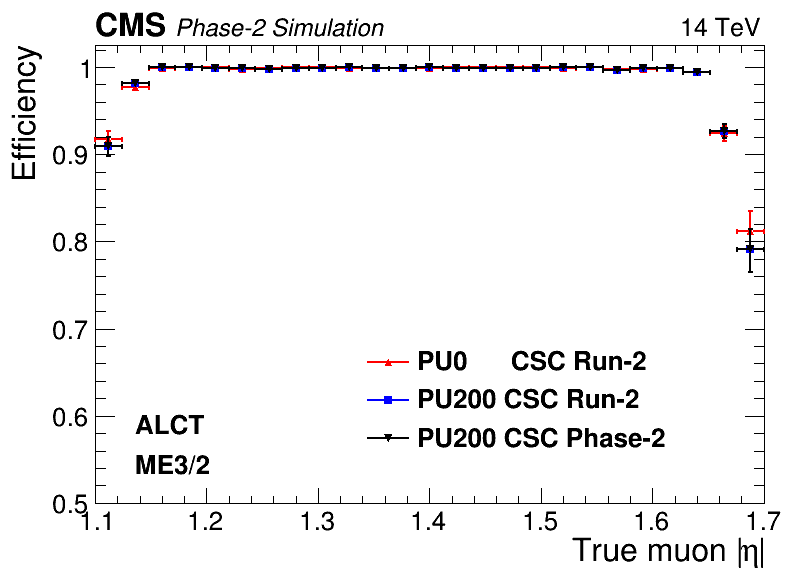 CMS Phase-2 Simulation 14 TeV
Efficiency
1
0.9
0.8
0.7
0.6
0.5
PU0 CSC Run-2
PU200 CSC Run-2
PU200 CSC Phase-2
ALCT
ME3/2
1.1 1.2 1.3 1.4 1.5 1.6 1.7
True muon |η|